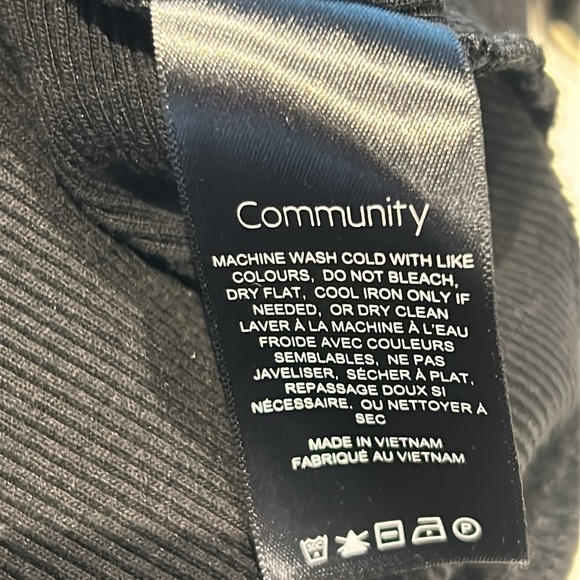 Community
MACHINE WASH COLD WITH LIKE
COLOURS, DO NOT BLEACH,
DRY FLAT, COOL IRON ONLY IF
NEEDED, OR DRY CLEAN
LAVER À LA MACHINE À L'EAU
FROIDE AVEC COULEURS
SEMBLABLES, NE PAS
JAVELISER, SÉCHER À PLAT,
REPASSAGE DOUX SI
NÉCESSAIRE, OU NETTOYER À
SEC
MADE IN VIETNAM
FABRIQUÉ AU VIETNAM
P